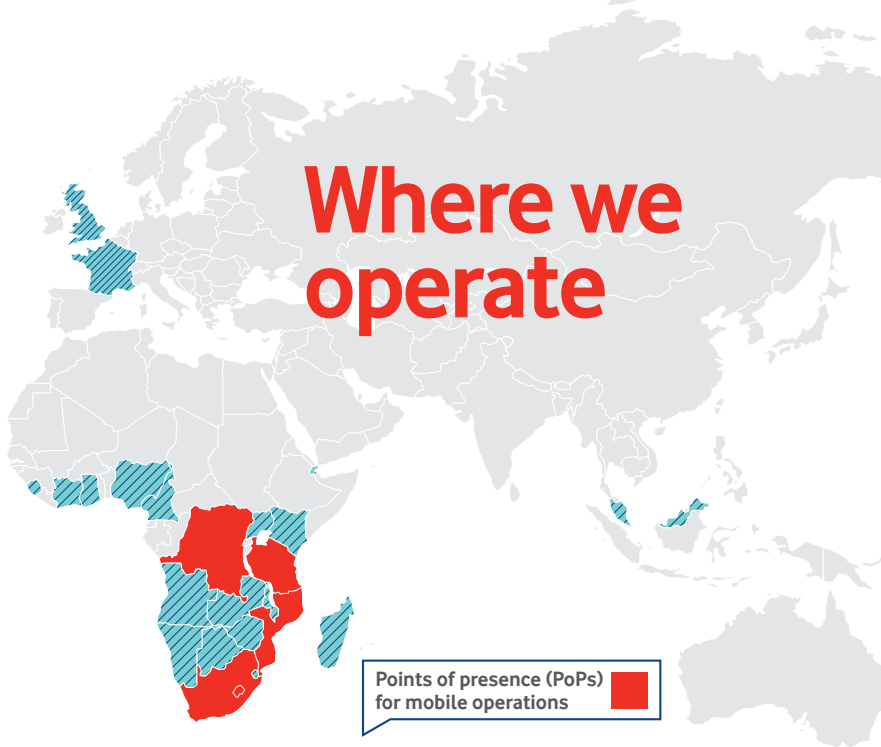 Where we
operate
Points of presence (PoPs)
for mobile operations